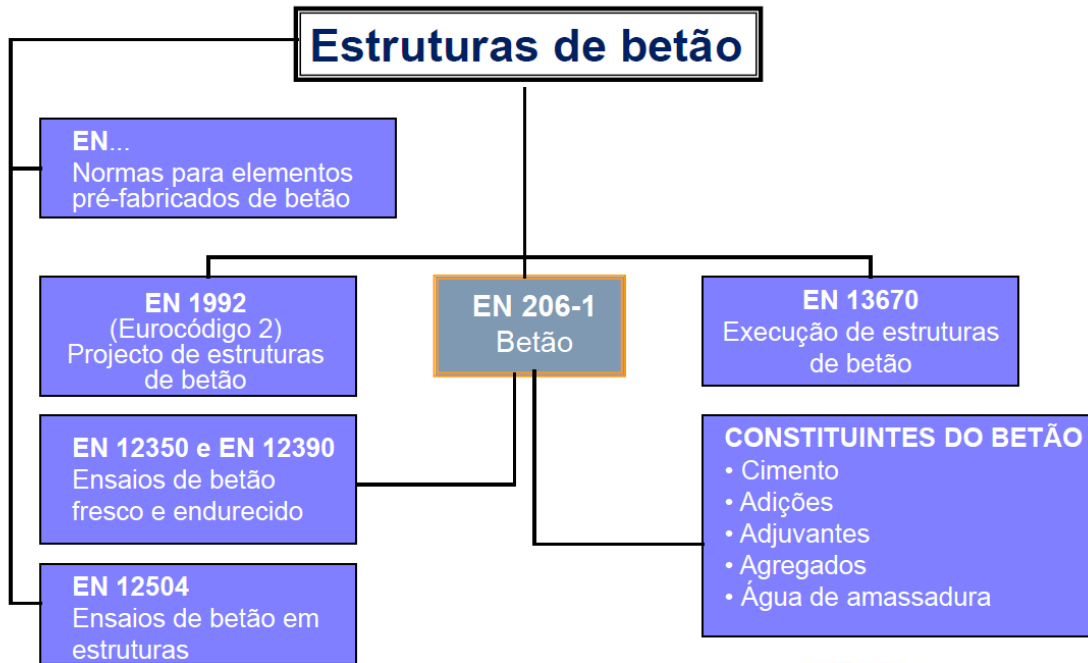 Estruturas de betão
EN...
Normas para elementos
pré-fabricados de betão
EN 1992
(Eurocódigo 2)
Projecto de estruturas
de betão
EN 206-1
Betão
EN 13670
Execução de estruturas
de betão
EN 12350 e EN 12390
Ensaios de betão
fresco e endurecido
CONSTITUINTES DO BETÃO
• Cimento
• Adições
• Adjuvantes
• Agregados
• Água de amassadura
EN 12504
Ensaios de betão em
estruturas